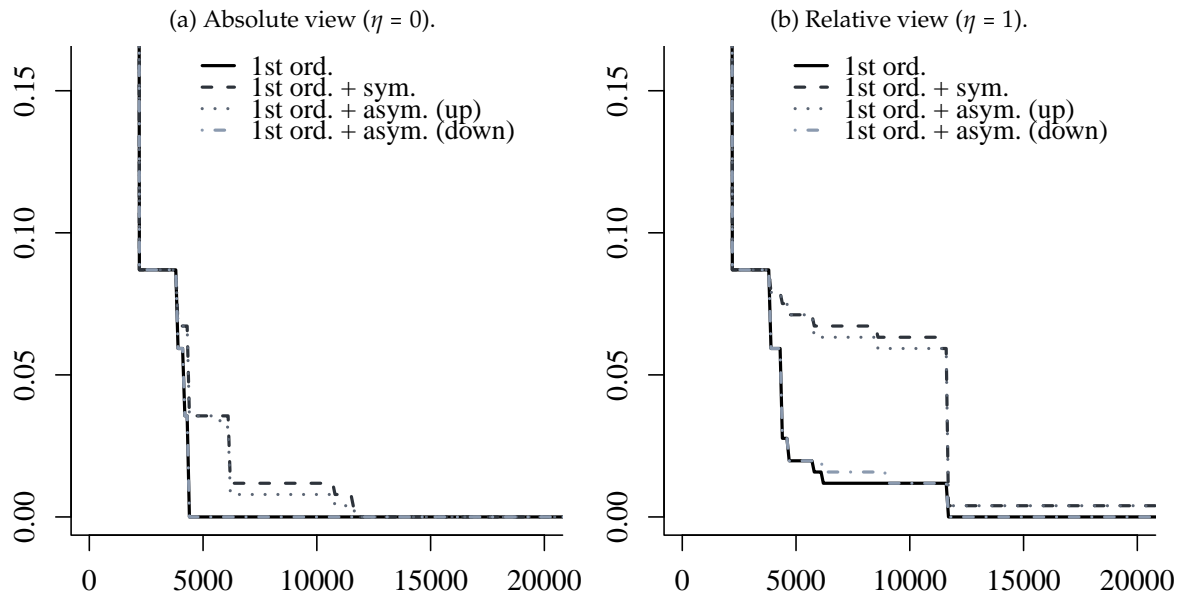 (a) Absolute view (η = 0).
1st ord.
1st ord. + sym.
1st ord. + asym. (up)
1st ord. + asym. (down)
0.15
0.10
0.05
0.00
0 5000 10000 15000 20000
(b) Relative view (η = 1).
1st ord.
1st ord. + sym.
1st ord. + asym. (up)
1st ord. + asym. (down)
0.15
0.10
0.05
0.00
0 5000 10000 15000 20000